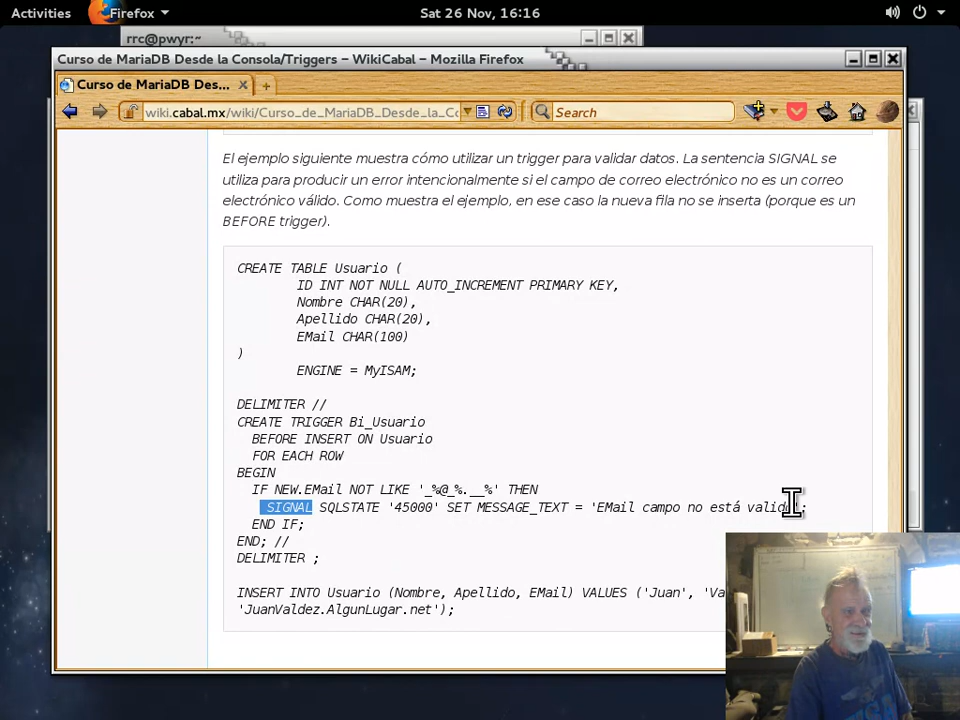 Activities Firefox Sat 26 Nov, 16:16
rrc@pwyr:~
Curso de MariaDB Desde la Consola/Triggers – WikiCabal – Mozilla Firefox
Curso de MariaDB Des...
wiki.cabal.mx/wiki/Curso_de_MariaDB_Desde_la_Co Search
El ejemplo siguiente muestra cómo utilizar un trigger para validar datos. La sentencia SIGNAL se
utiliza para producir un error intencionalmente si el campo de correo electrónico no es un correo
electrónico válido. Como muestra el ejemplo, en ese caso la nueva fila no se inserta (porque es un
BEFORE trigger).
CREATE TABLE Usuario (
ID INT NOT NULL AUTO_INCREMENT PRIMARY KEY,
Nombre CHAR(20),
Apellido CHAR(20),
EMail CHAR(100)
)
ENGINE = MyISAM;
DELIMITER //
CREATE TRIGGER Bi_Usuario
BEFORE INSERT ON Usuario
FOR EACH ROW
BEGIN
IF NEW.EMail NOT LIKE '_%@_%.__%' THEN
SIGNAL SQLSTATE '45000' SET MESSAGE_TEXT = 'EMail campo no está valido';
END IF;
END; //
DELIMITER ;
INSERT INTO Usuario (Nombre, Apellido, EMail) VALUES ('Juan', 'Va
'JuanValdez.AlgunLugar.net');